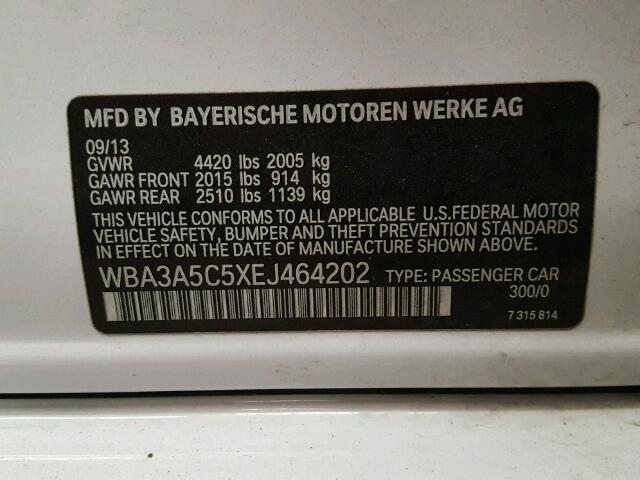 MFD BY BAYERISCHE MOTOREN WERKE AG
09/13
GVWR 4420 lbs 2005 kg
GAWR FRONT 2015 lbs 914 kg
GAWR REAR 2510 lbs 1139 kg
THIS VEHICLE CONFORMS TO ALL APPLICABLE U.S.FEDERAL MOTOR
VEHICLE SAFETY, BUMPER AND THEFT PREVENTION STANDARDS
IN EFFECT ON THE DATE OF MANUFACTURE SHOWN ABOVE.
WBA3A5C5XEJ464202 TYPE: PASSENGER CAR
300/0
7 315 814